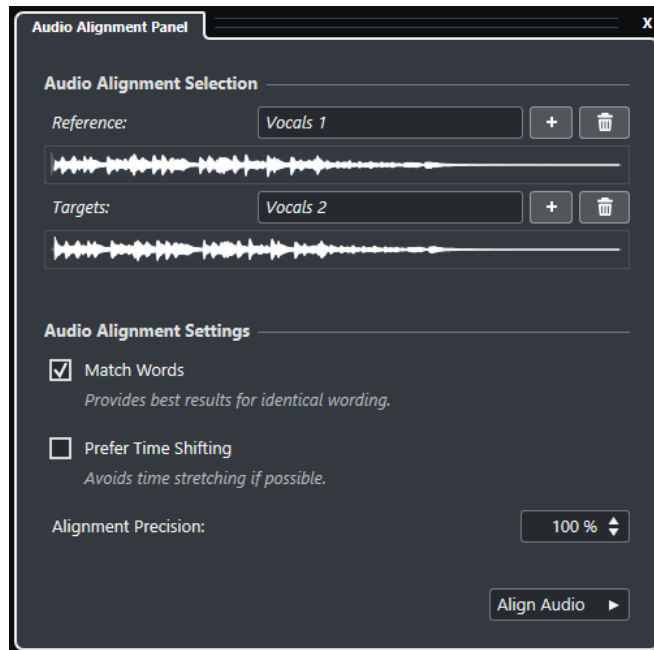 Audio Alignment Panel
X
Audio Alignment Selection
Reference:
Vocals 1
+
Targets:
Vocals 2
+
Audio Alignment Settings
Match Words
Provides best results for identical wording.
Prefer Time Shifting
Avoids time stretching if possible.
Alignment Precision:
100 %
Align Audio